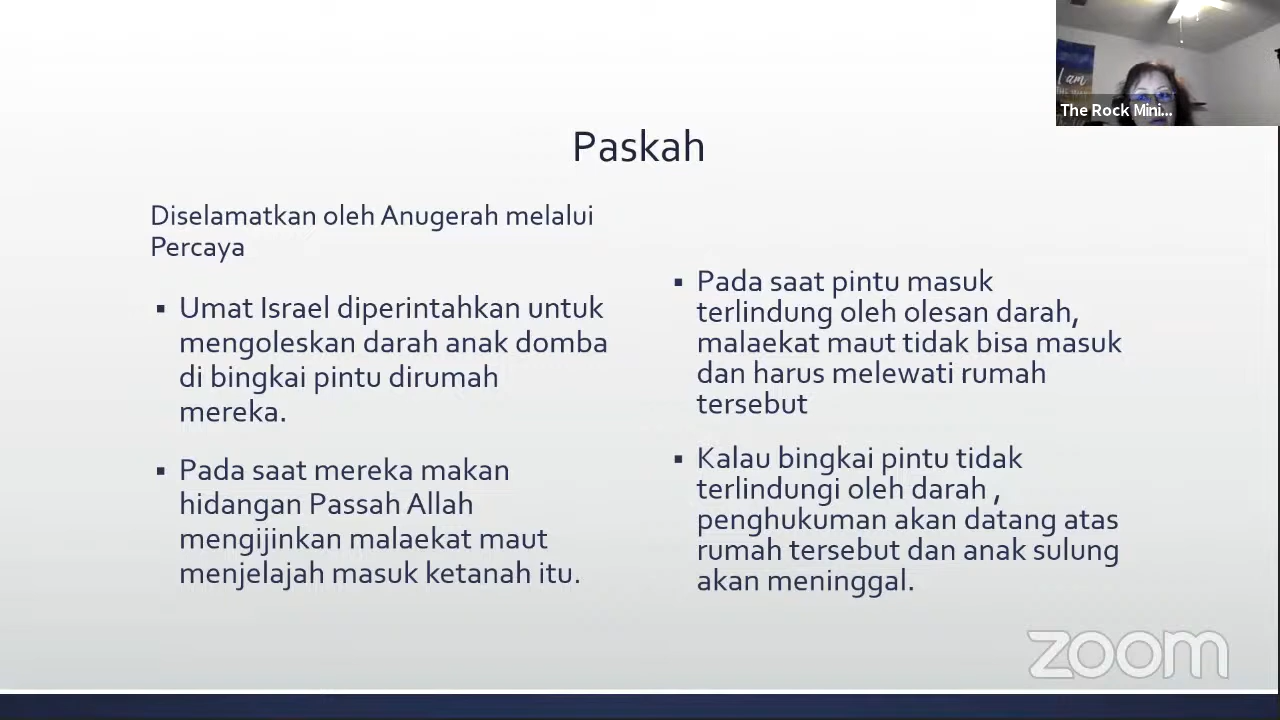 Paskah
Diselamatkan oleh Anugerah melalui
Percaya
▪ Umat Israel diperintahkan untuk
mengoleskan darah anak domba
di bingkai pintu dirumah
mereka.
▪ Pada saat mereka makan
hidangan Passah Allah
mengijinkan malaekat maut
menjelajah masuk ketanah itu.
▪ Pada saat pintu masuk
terlindung oleh olesan darah,
malaekat maut tidak bisa masuk
dan harus melewati rumah
tersebut
▪ Kalau bingkai pintu tidak
terlindungi oleh darah ,
penghukuman akan datang atas
rumah tersebut dan anak sulung
akan meninggal.
I am
The Rock Mini...
zoom